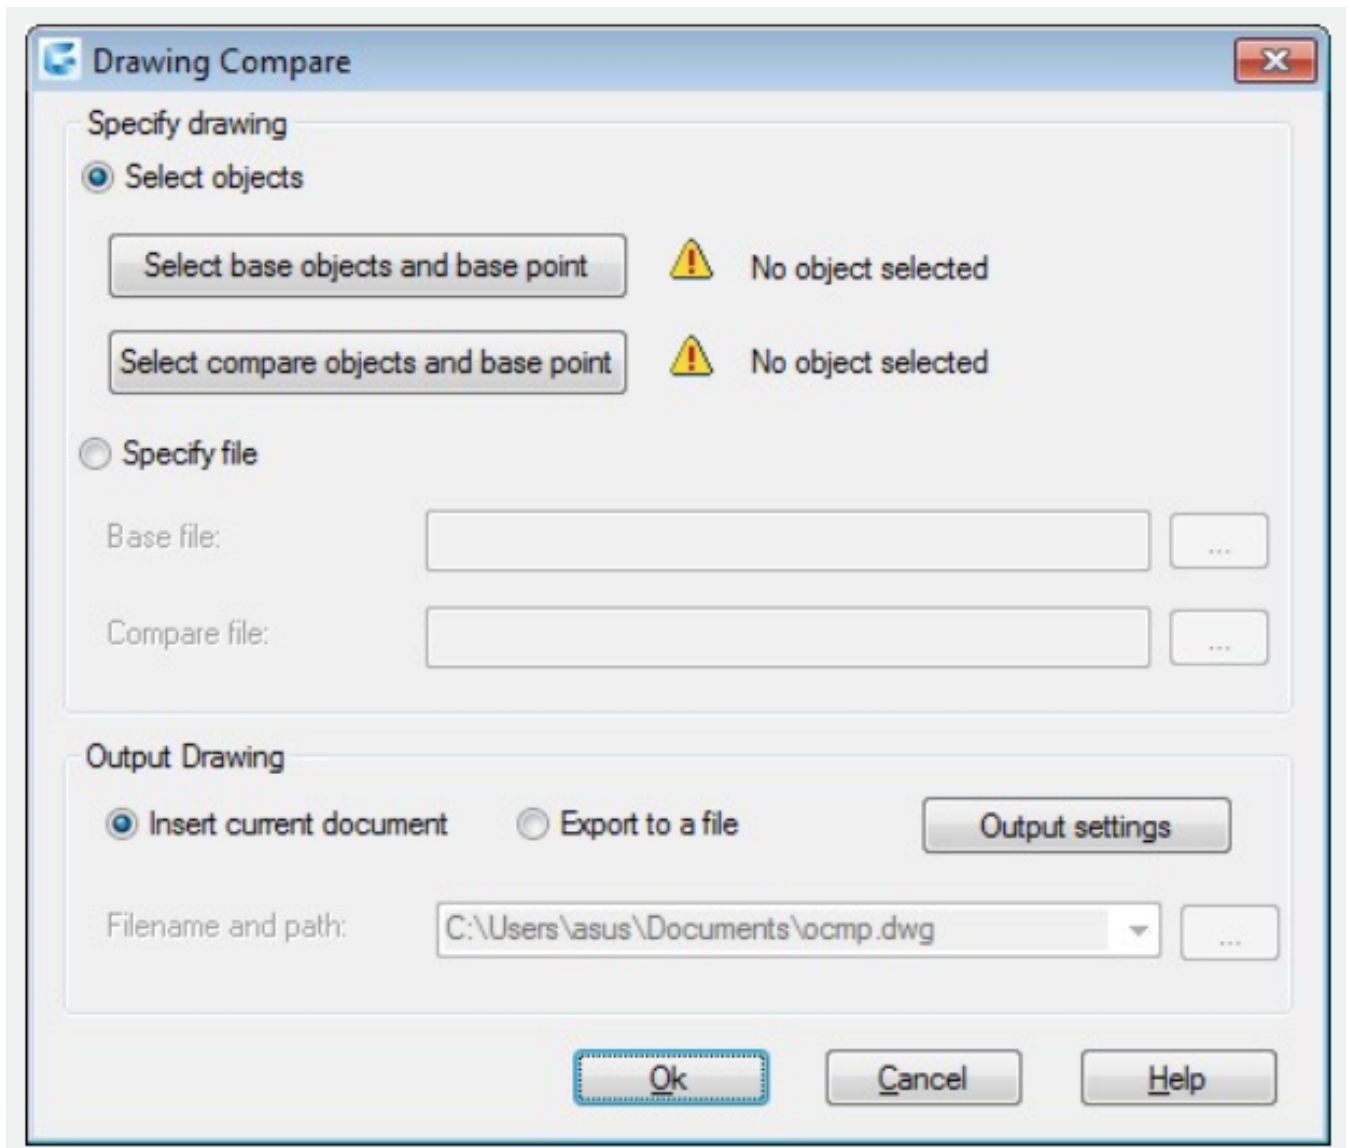 Drawing Compare
Specify drawing
Select objects
Select base objects and base point
No object selected
Select compare objects and base point
No object selected
Specify file
Base file:
...
Compare file:
...
Output Drawing
Insert current document
Export to a file
Output settings
Filename and path:
C:\Users\asus\Documents\ocmp.dwg
...
Ok
Cancel
Help